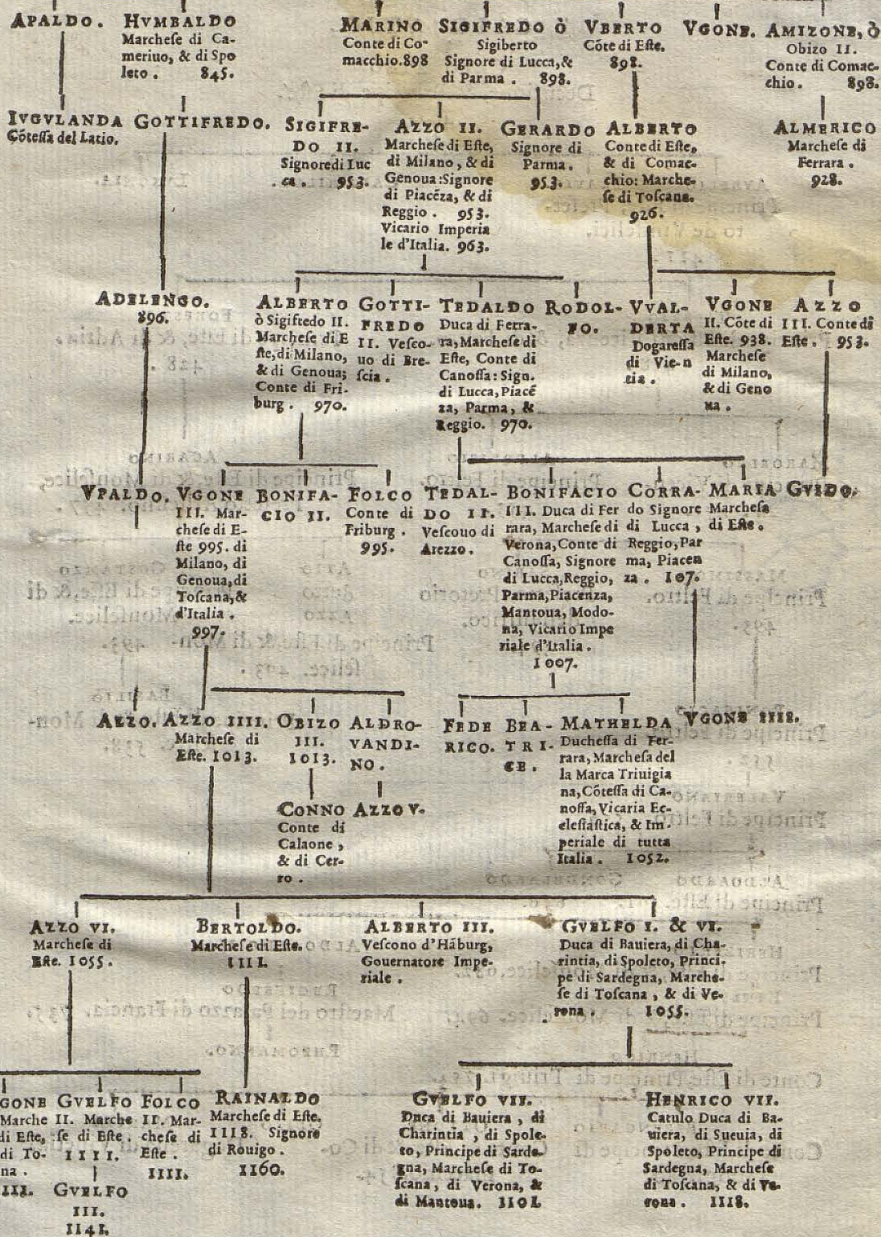 APALDO.
HVMBALDO
Marchese di Ca-
meriuo, & di Spo
leto . 845.
MARINO
Conte di Co-
macchio.898
SIGIFREDO Ò
Sigiberto
Signore di Lucca,&
di Parma . 898.
VBERTO
Cōte di Este.
898.
VGONE.
AMIZONE, ò
Obizo II.
Conte di Comac-
chio. 898.
IVGVLANDA
Cōtessa del Latio.
GOTTIFREDO.
SIGIFRE-
DO II.
Signore di Luc
ca . 953.
AZZO II.
Marchese di Este,
di Milano, & di
Genoua:Signore
di Piacēza, & di
Reggio . 953.
Vicario Imperia
le d'Italia. 963.
GERARDO
Signore di
Parma.
953.
ALBERTO
Conte di Este,
& di Comac-
chio: Marche-
se di Toscana.
926.
ALMERICO
Marchese di
Ferrara.
928.
ADELENGO.
896.
ALBERTO
ò Sigifredo II.
Marchese di E
ste,di Milano,
& di Genoua;
Conte di Fri-
burg . 970.
GOTTI-
FREDO
II. Vesco-
uo di Bre-
scia .
TEDALDO
Duca di Ferra-
ra,Marchese di
Este, Conte di
Canossa: Sign.
di Lucca,Piacē
za, Parma, &
Reggio. 970.
RODOL-
FO.
VVAL-
DERTA
Dogaressa
di Vie-n
tia .
VGONE
II. Cōte di
Este. 938.
Marchese
di Milano,
& di Geno
ua .
AZZO
III. Conte di
Este . 953.
VPALDO.
VGONE
III. Mar-
chese di E-
ste 995. di
Milano, di
Genoua,di
Toscana,&
d'Italia .
997.
BONIFA-
CIO II.
FOLCO
Conte di
Friburg .
995.
TEDAL-
DO II.
Vescouo di
Arezzo.
BONIFACIO
III. Duca di Fer
rara, Marchese di
Verona,Conte di
Canossa, Signore
di Lucca,Reggio,
Parma,Piacenza,
Mantoua, Modo-
na, Vicario Impe
riale d'Italia .
1007.
CORRA-
do Signore
di Lucca ,
Reggio,Par
ma, Piacen
za . 107.
MARIA
Marchesa
di Este .
GVIDO.
AZZO.
AZZO IIII.
Marchese di
Este. 1013.
OBIZO
III.
1013.
ALDRO-
VANDI-
NO .
FEDE
RICO.
BEA-
TRI-
CE .
MATHELDA
Duchessa di Fer-
rara, Marchesa del
la Marca Triuigia
na,Cōtessa di Ca-
nossa,Vicaria Ec-
clesiastica, & Im-
periale di tutta
Italia . 1052.
VGONE IIII.
CONNO
Conte di
Calaone ,
& di Cer-
ro .
AZZO V.
AZZO VI.
Marchese di
Este. 1055.
BERTOLDO.
Marchese di Este.
1111.
ALBERTO III.
Vescouo d'Hāburg,
Gouernatore Impe-
riale .
GVELFO I. & VI.
Duca di Bauiera, di Cha-
rintia, di Spoleto, Princi-
pe di Sardegna, Marche-
se di Toscana , & di Ve-
rona . 1055.
GONE
Marche
di Este,
di To-
na .
III.
GVELFO
II. Marche
se di Este .
1111.
GVELFO
III.
1141.
FOLCO
II. Mar-
chese di
Este .
1111.
RAINALDO
Marchese di Este.
1118. Signore
di Rouigo .
1160.
GVELFO VII.
Duca di Bauiera , di
Charintia , di Spole-
to, Principe di Sarde-
gna, Marchese di To-
scana, di Verona, &
di Mantoua. 1101.
HENRICO VII.
Catulo Duca di Ba-
uiera, di Sueuia, di
Spoleto, Principe di
Sardegna, Marchese
di Toscana, & di Ve-
rona . 1118.